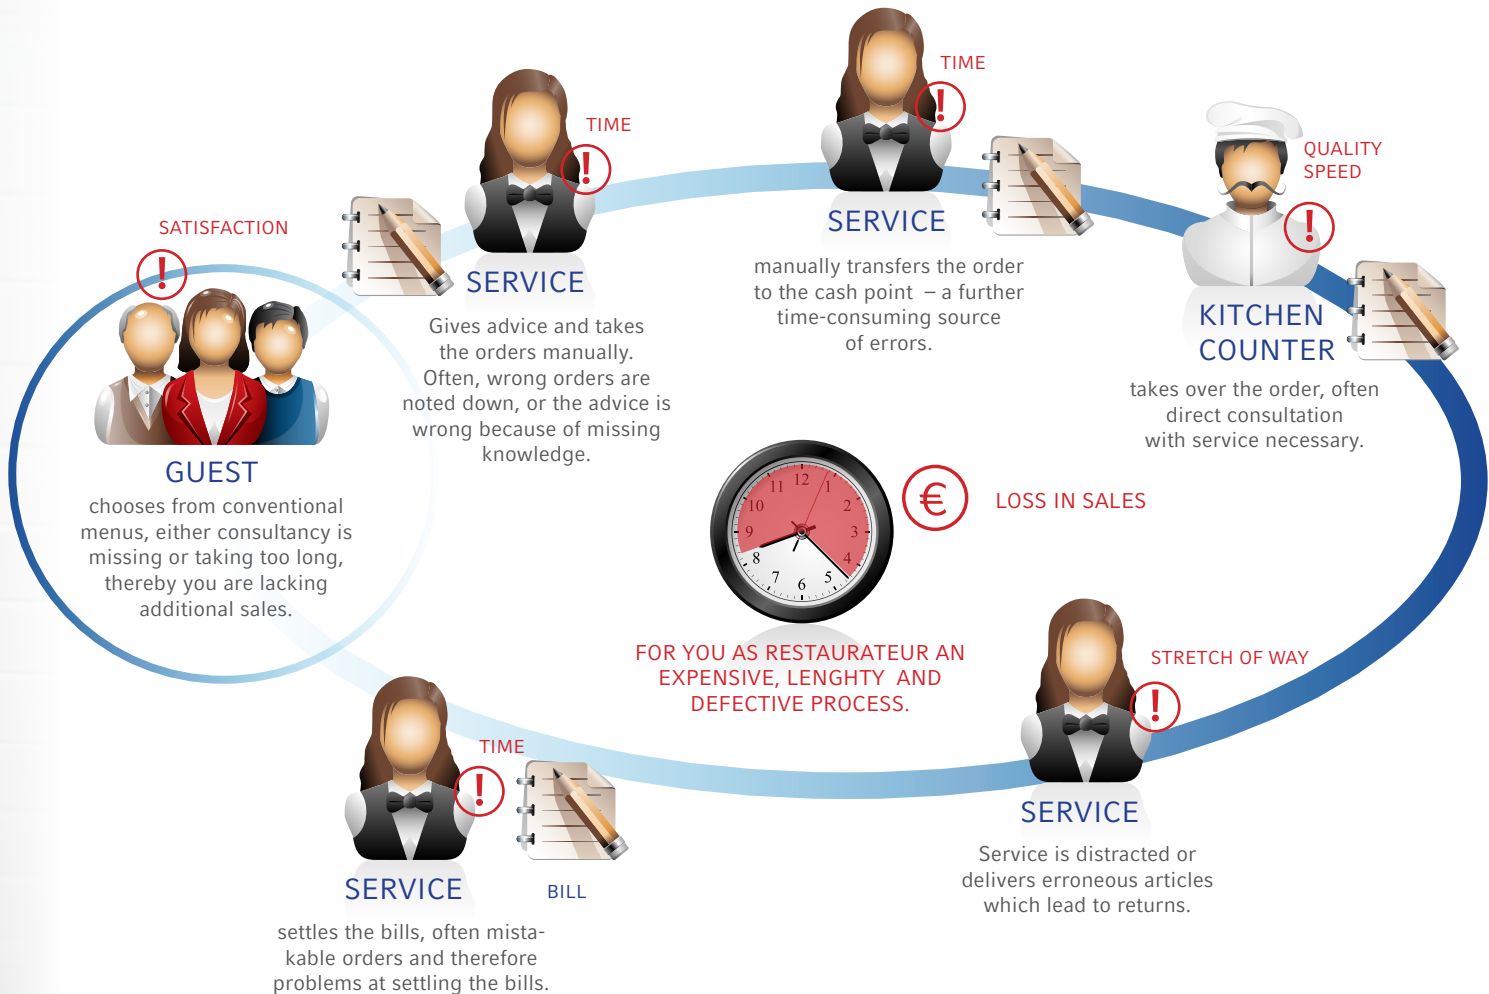 SATISFACTION
GUEST
chooses from conventional
menus, either consultancy is
missing or taking too long,
thereby you are lacking
additional sales.
TIME
SERVICE
Gives advice and takes
the orders manually.
Often, wrong orders are
noted down, or the advice is
wrong because of missing
knowledge.
TIME
SERVICE
manually transfers the order
to the cash point – a further
time-consuming source
of errors.
QUALITY
SPEED
KITCHEN
COUNTER
takes over the order, often
direct consultation
with service necessary.
12
1
2
3
4
5
6
7
8
9
10
11
€
LOSS IN SALES
FOR YOU AS RESTAURATEUR AN
EXPENSIVE, LENGHTY AND
DEFECTIVE PROCESS.
STRETCH OF WAY
SERVICE
Service is distracted or
delivers erroneous articles
which lead to returns.
TIME
SERVICE
BILL
settles the bills, often mista-
kable orders and therefore
problems at settling the bills.